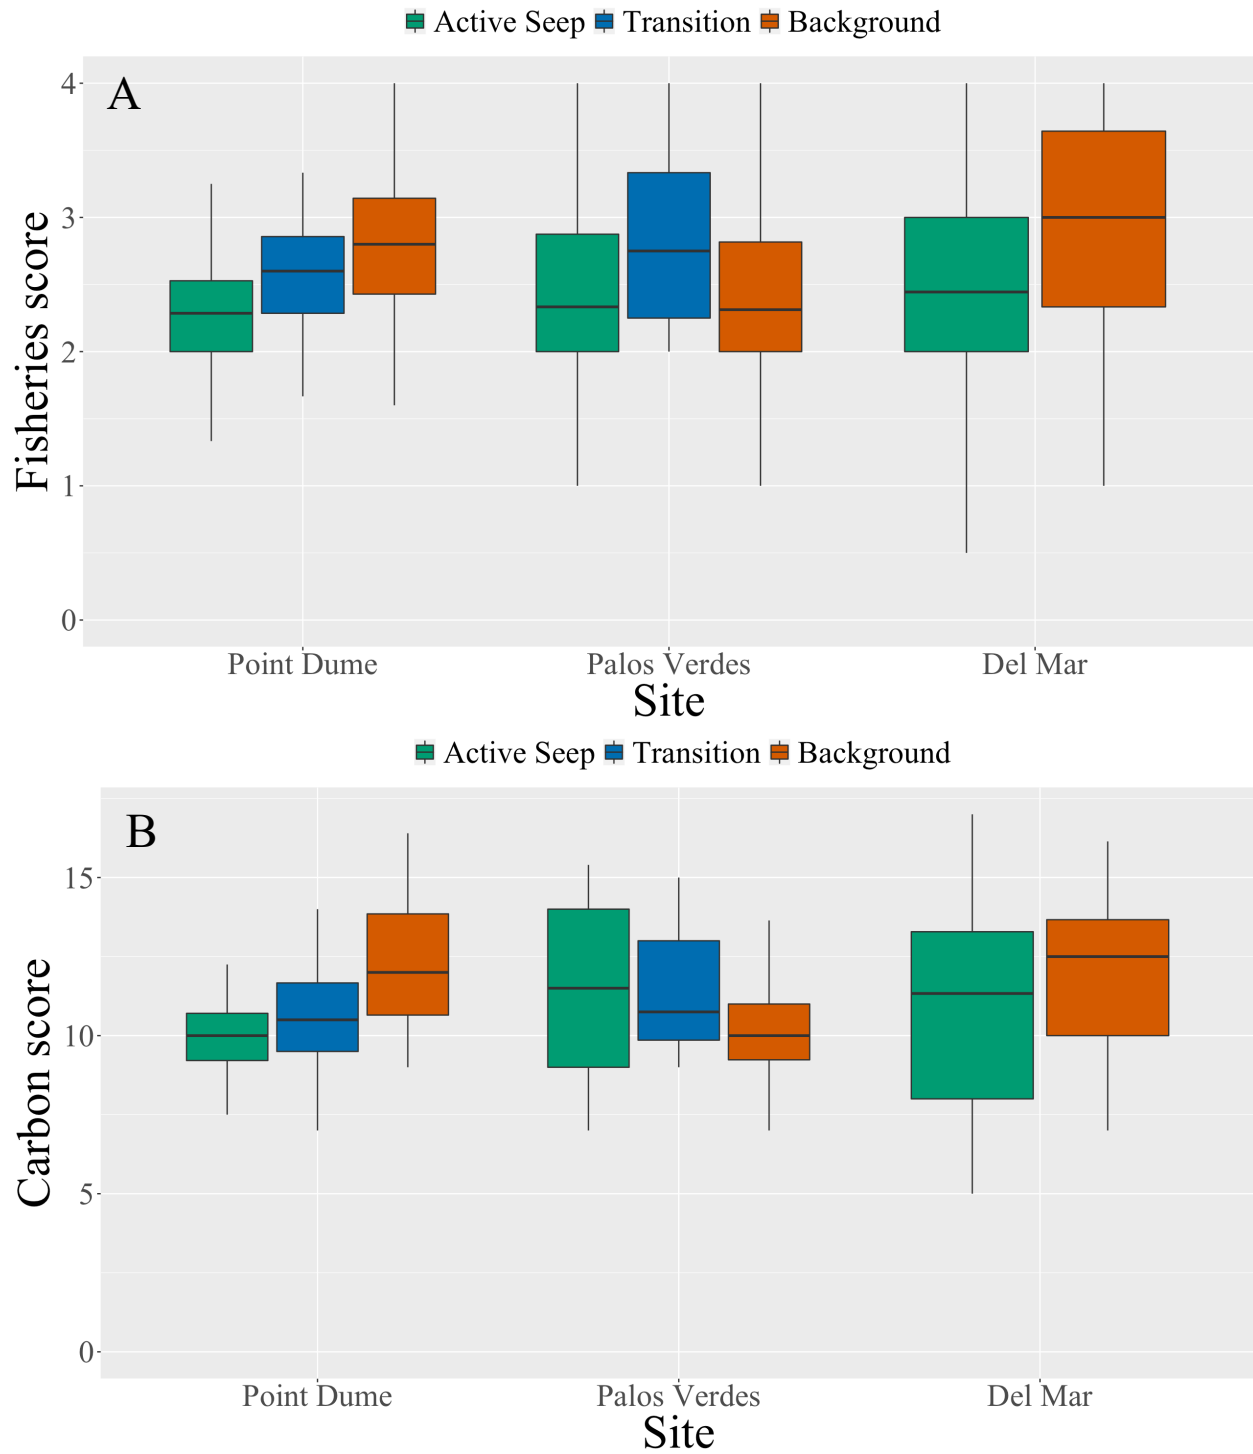 Active Seep Transition Background
A
4
3
2
1
0
Fisheries score
Point Dume Palos Verdes Del Mar
Site
Active Seep Transition Background
B
15
10
5
0
Carbon score
Point Dume Palos Verdes Del Mar
Site